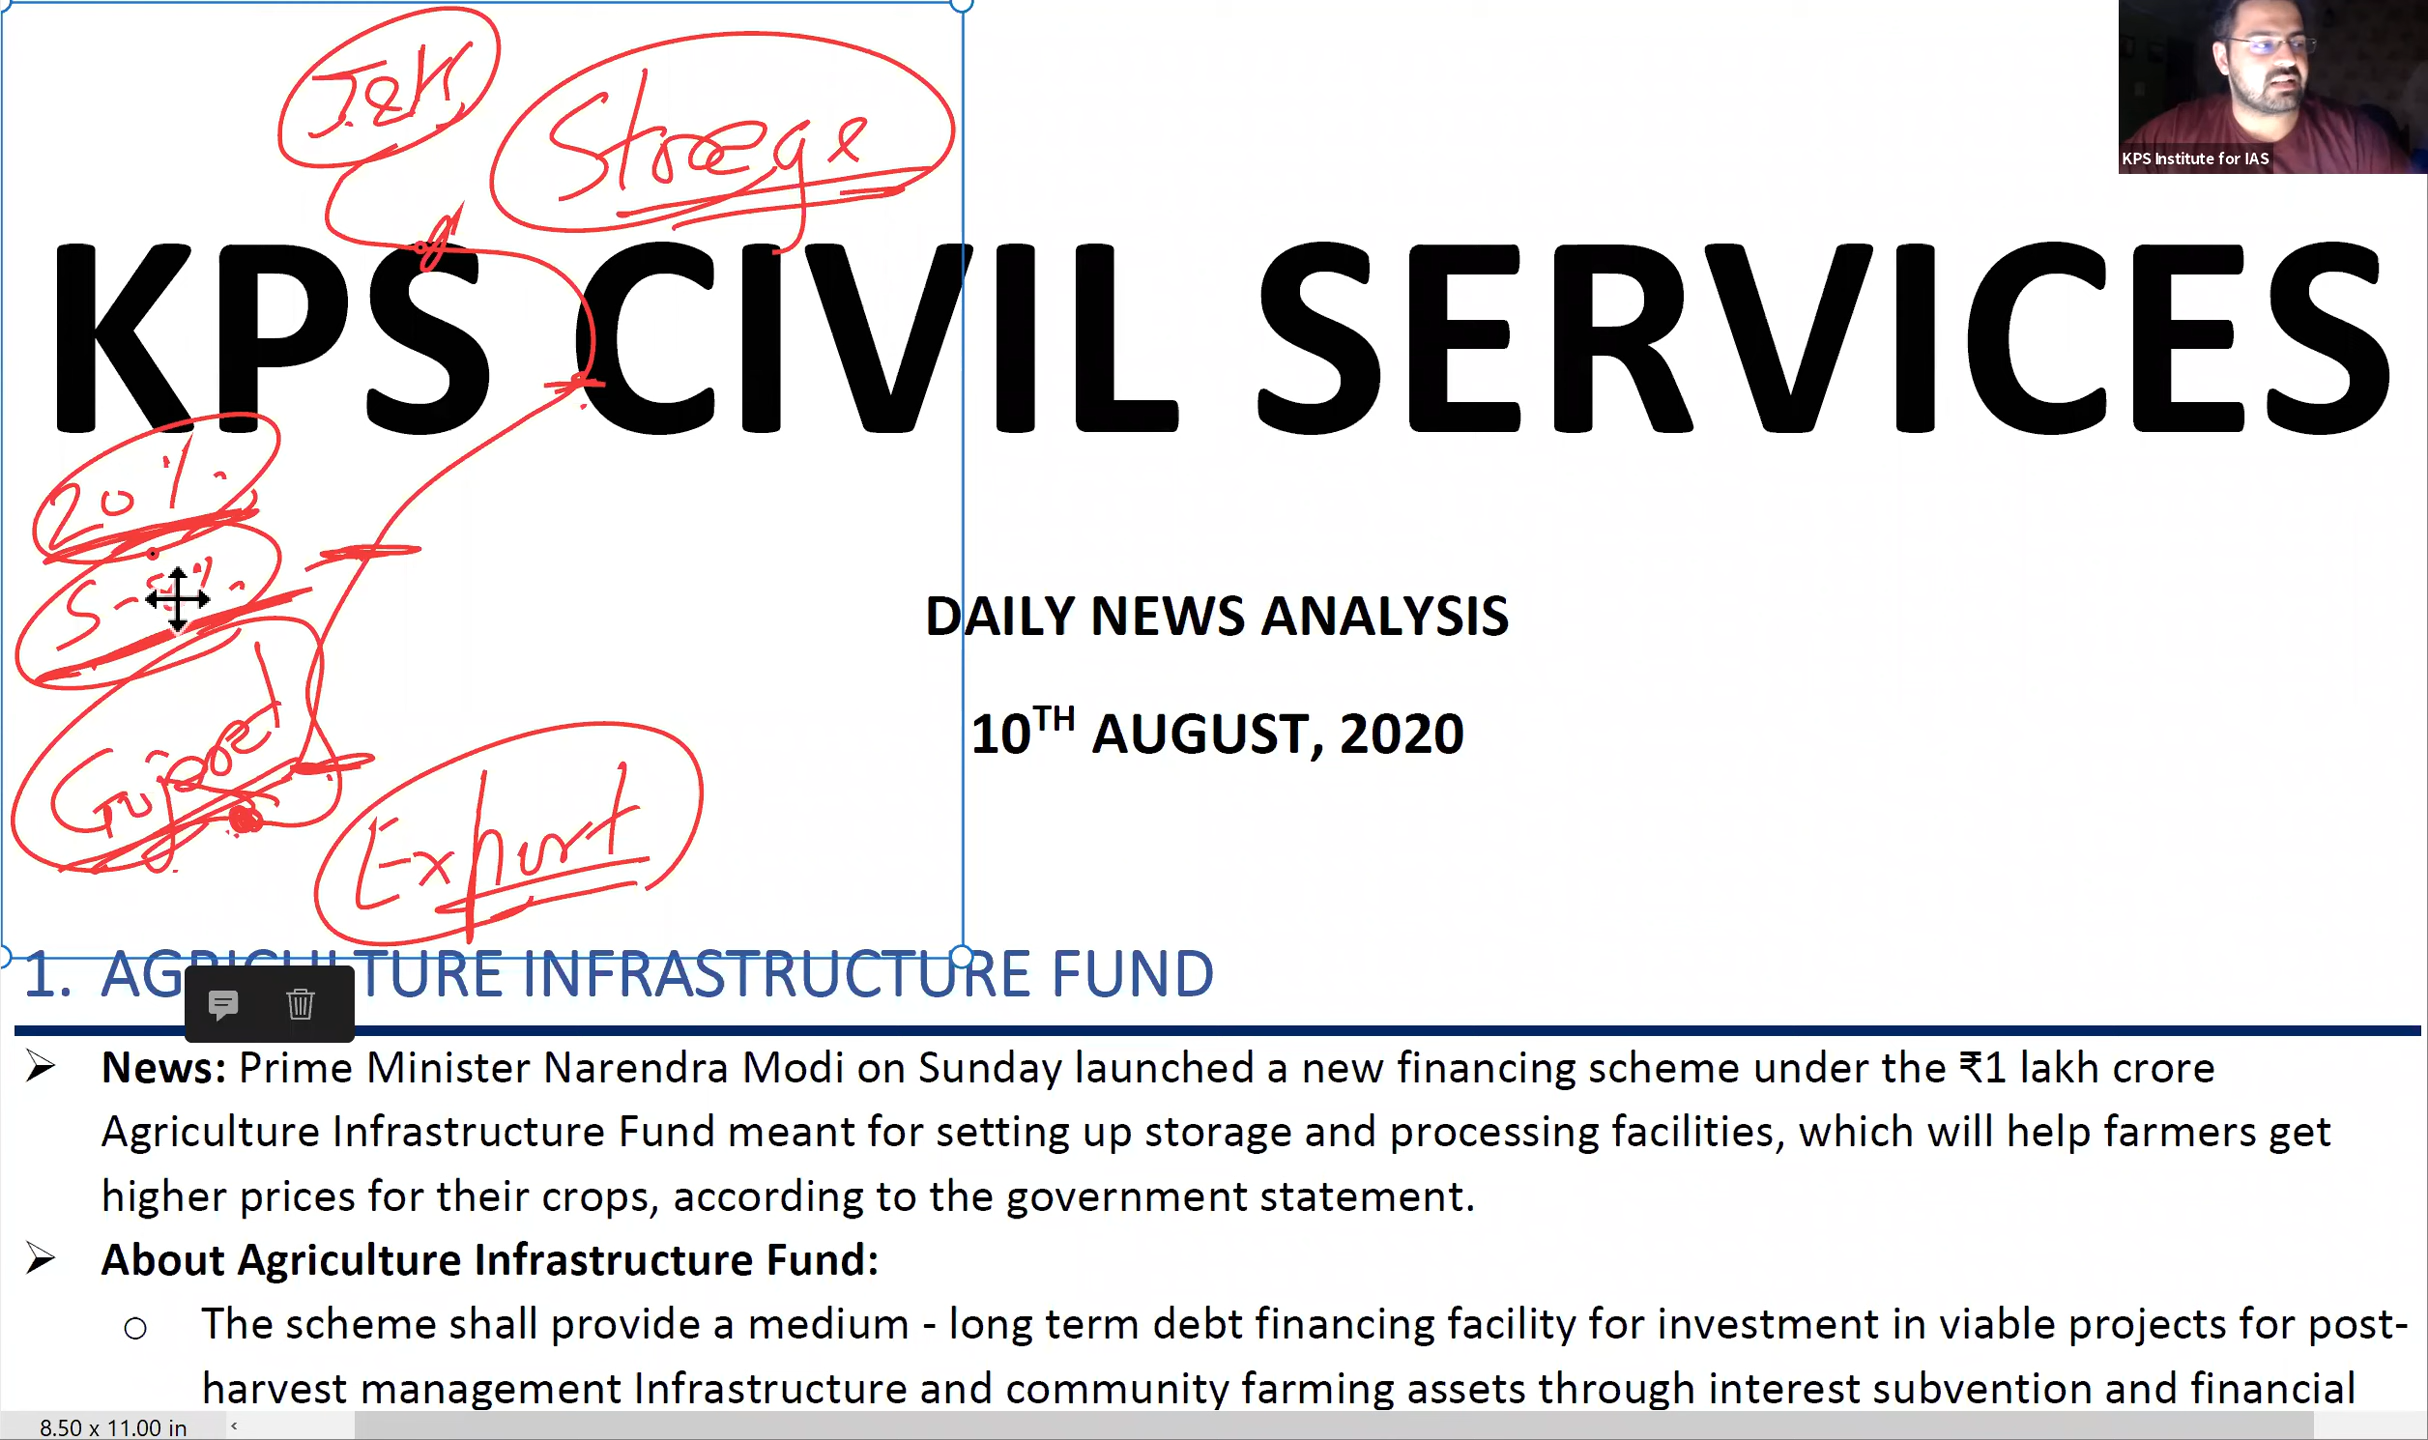 J&K
Storage
KPS Institute for IAS
KPS CIVIL SERVICES
20%
DAILY NEWS ANALYSIS
10TH AUGUST, 2020
Gujarat
Export
1. AGRICULTURE INFRASTRUCTURE FUND
➢ News: Prime Minister Narendra Modi on Sunday launched a new financing scheme under the ₹1 lakh crore
Agriculture Infrastructure Fund meant for setting up storage and processing facilities, which will help farmers get
higher prices for their crops, according to the government statement.
➢ About Agriculture Infrastructure Fund:
o The scheme shall provide a medium - long term debt financing facility for investment in viable projects for post-
harvest management Infrastructure and community farming assets through interest subvention and financial
8.50 x 11.00 in